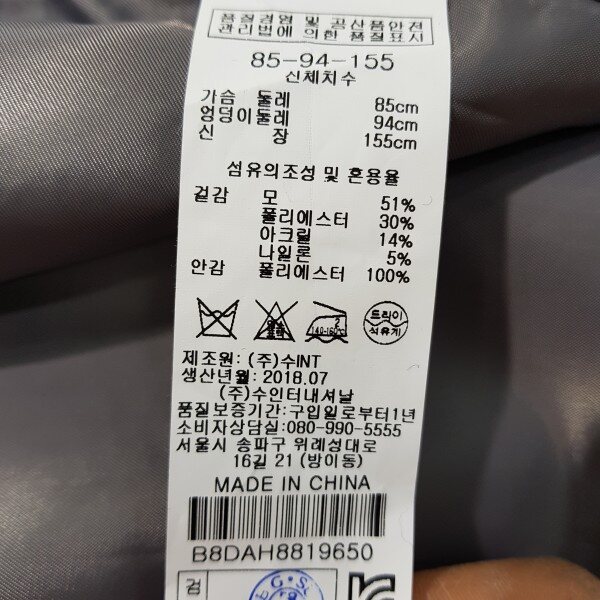 품질경영 및 공산품안전
관리법에 의한 품질표시
85-94-155
신체치수
가슴 둘레 85cm
엉덩이둘레 94cm
신 장 155cm
섬유의조성 및 혼용율
겉감 모 51%
폴리에스터 30%
아크릴 14%
나일론 5%
안감 폴리에스터 100%
드라이
석유계
140-160℃
제조원: (주)수INT
생산년월: 2018.07
(주)수인터내셔날
품질보증기간:구입일로부터1년
소비자상담실:080-990-5555
서울시 송파구 위례성대로
16길 21 (방이동)
MADE IN CHINA
B8DAH8819650
검